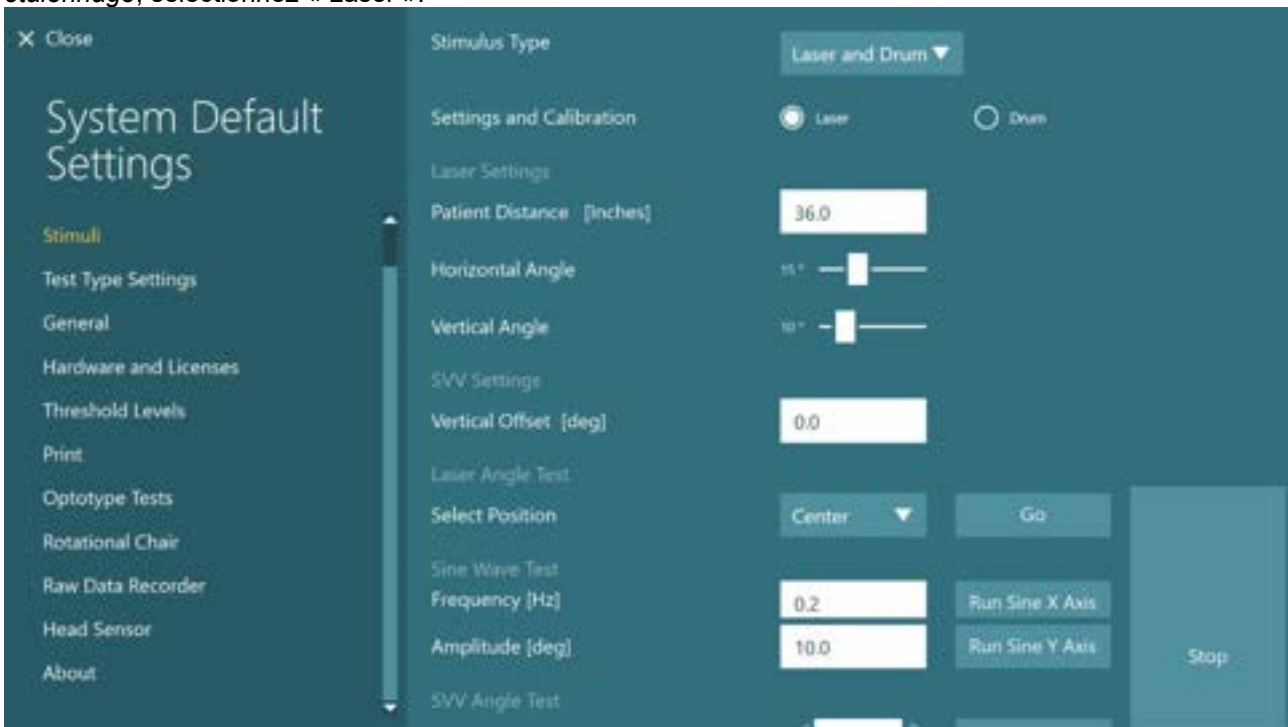 étalonnage, sélectionnez « Laser ».
Close
System Default
Settings
Stimuli
Test Type Settings
General
Hardware and Licenses
Threshold Levels
Print
Optotype Tests
Rotational Chair
Raw Data Recorder
Head Sensor
About
Stimulus Type
Laser and Drum
Settings and Calibration
Laser
Drum
Laser Settings
Patient Distance [Inches]
36.0
Horizontal Angle
15°
Vertical Angle
10°
SVV Settings
Vertical Offset [deg]
0.0
Laser Angle Test
Select Position
Center
Go
Sine Wave Test
Frequency [Hz]
0.2
Run Sine X Axis
Amplitude [deg]
10.0
Run Sine Y Axis
Stop
SVV Angle Test